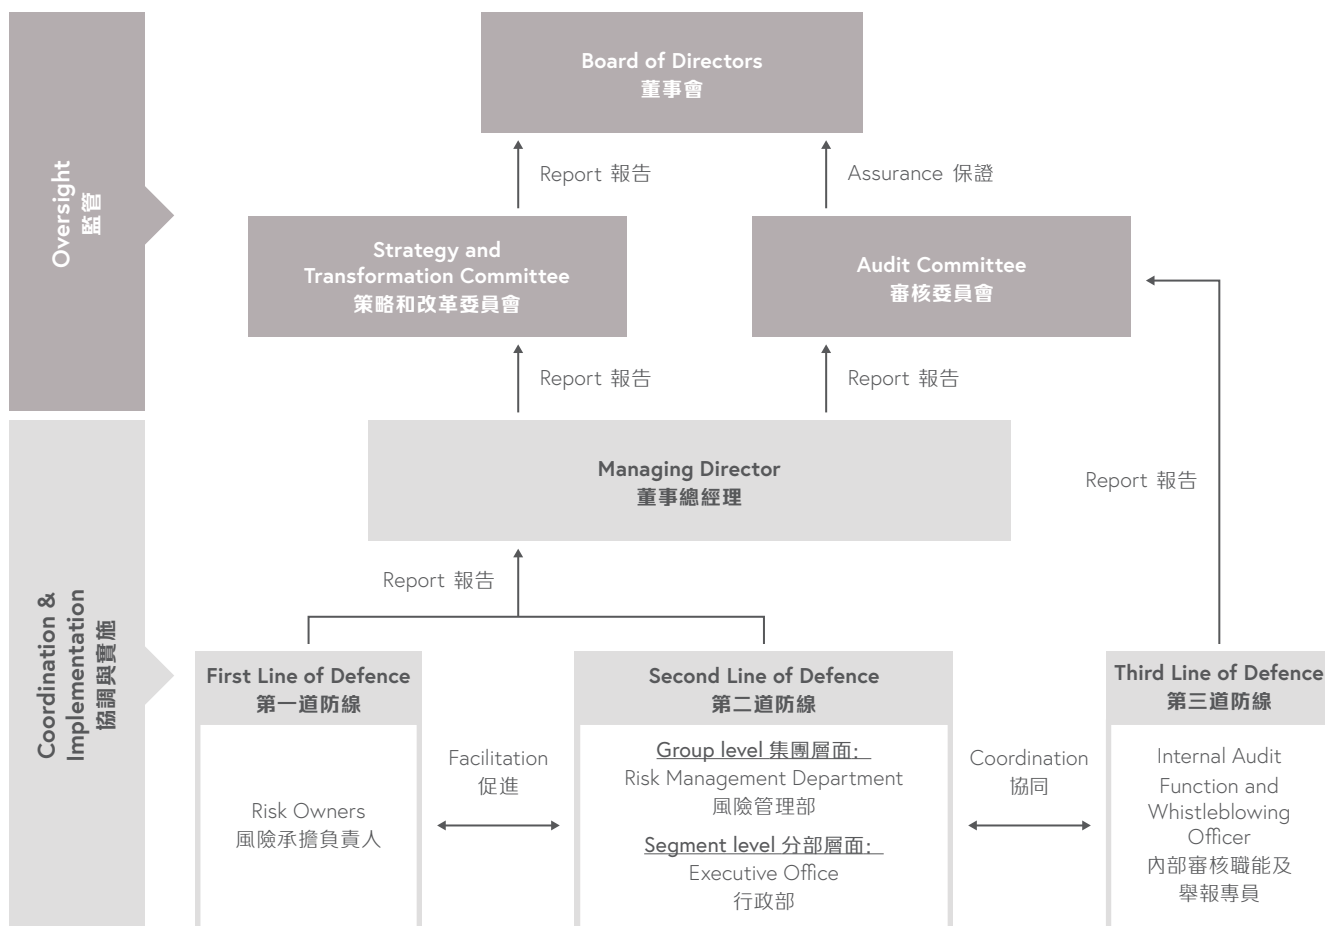 Board of Directors
董事會
Oversight
監管
Report 報告
Assurance 保證
Strategy and
Transformation Committee
策略和改革委員會
Audit Committee
審核委員會
Report 報告
Report 報告
Managing Director
董事總經理
Report 報告
Report 報告
Coordination &
Implementation
協調與實施
First Line of Defence
第一道防線
Risk Owners
風險承擔負責人
Facilitation
促進
Second Line of Defence
第二道防線
Group level 集團層面：
Risk Management Department
風險管理部
Segment level 分部層面：
Executive Office
行政部
Coordination
協同
Third Line of Defence
第三道防線
Internal Audit
Function and
Whistleblowing
Officer
內部審核職能及
舉報專員